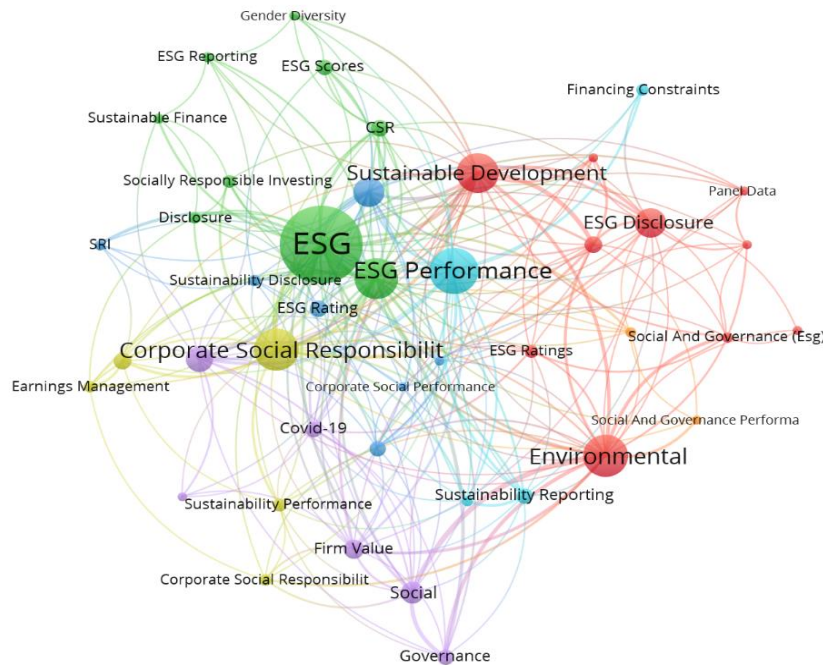 Gender Diversity
ESG Reporting
ESG Scores
Financing Constraints
Sustainable Finance
CSR
Sustainable Development
Socially Responsible Investing
Panel Data
Disclosure
ESG Disclosure
SRI
ESG
ESG Performance
Sustainability Disclosure
ESG Rating
Social And Governance (Esg)
Corporate Social Responsibilit
ESG Ratings
Earnings Management
Corporate Social Performance
Social And Governance Performa
Covid-19
Environmental
Sustainability Reporting
Sustainability Performance
Firm Value
Corporate Social Responsibilit
Social
Governance